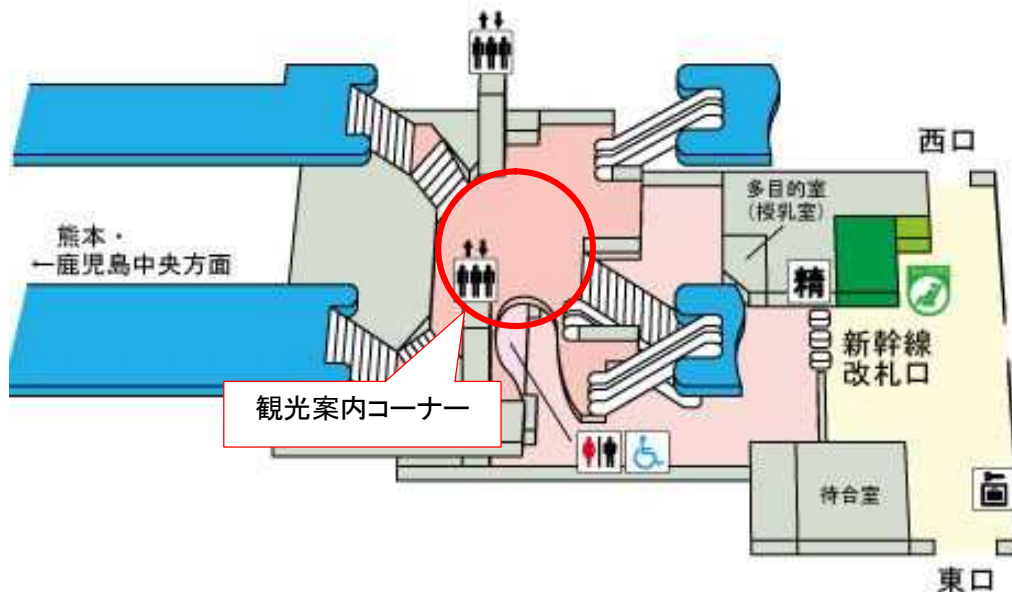 西口
多目的室
(授乳室)
熊本・
←鹿児島中央方面
精
新幹線
改札口
観光案内コーナー
待合室
東口